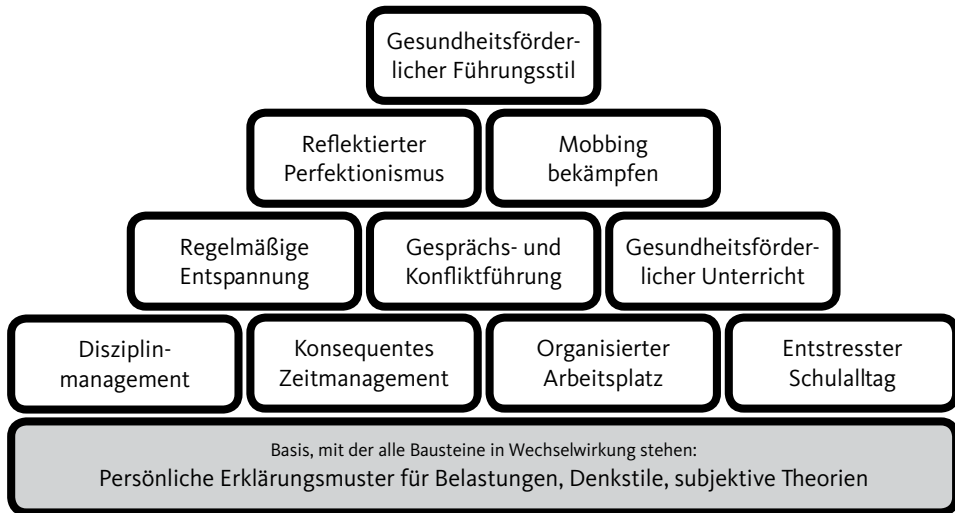 Gesundheitsförder-
licher Führungsstil
Reflektierter
Perfektionismus
Mobbing
bekämpfen
Regelmäßige
Entspannung
Gesprächs- und
Konfliktführung
Gesundheitsförder-
licher Unterricht
Disziplin-
management
Konsequentes
Zeitmanagement
Organisierter
Arbeitsplatz
Entstresster
Schulalltag
Basis, mit der alle Bausteine in Wechselwirkung stehen:
Persönliche Erklärungsmuster für Belastungen, Denkstile, subjektive Theorien